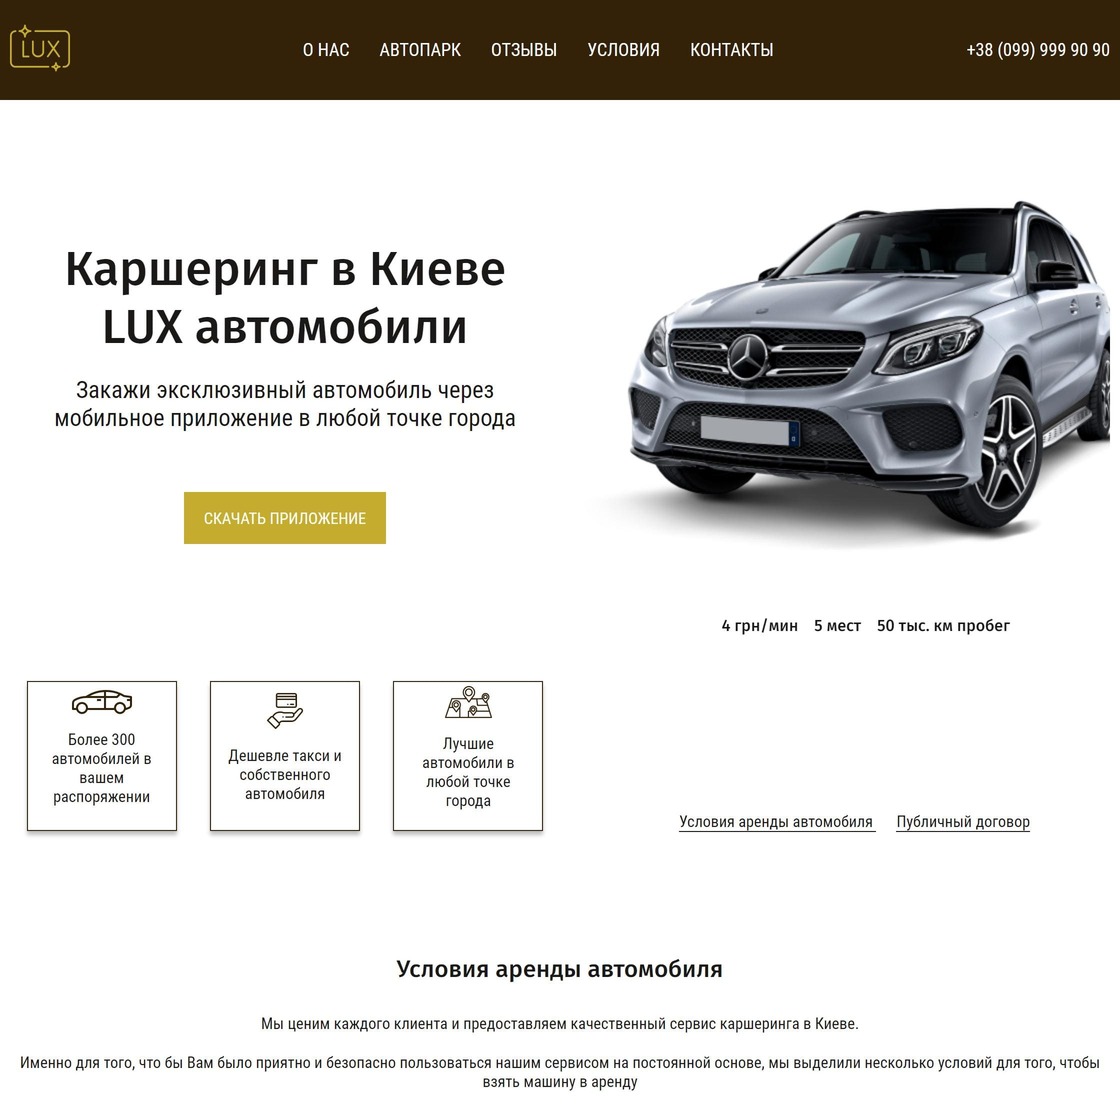 LUX
О НАС
АВТОПАРК
ОТЗЫВЫ
УСЛОВИЯ
КОНТАКТЫ
+38 (099) 999 90 90
Каршеринг в Киеве
LUX автомобили
Закажи эксклюзивный автомобиль через
мобильное приложение в любой точке города
СКАЧАТЬ ПРИЛОЖЕНИЕ
4 грн/мин
5 мест
50 тыс. км пробег
Более 300
автомобилей в
вашем
распоряжении
Дешевле такси и
собственного
автомобиля
Лучшие
автомобили в
любой точке
города
Условия аренды автомобиля
Публичный договор
Условия аренды автомобиля
Мы ценим каждого клиента и предоставляем качественный сервис каршеринга в Киеве.
Именно для того, что бы Вам было приятно и безопасно пользоваться нашим сервисом на постоянной основе, мы выделили несколько условий для того, чтобы
взять машину в аренду